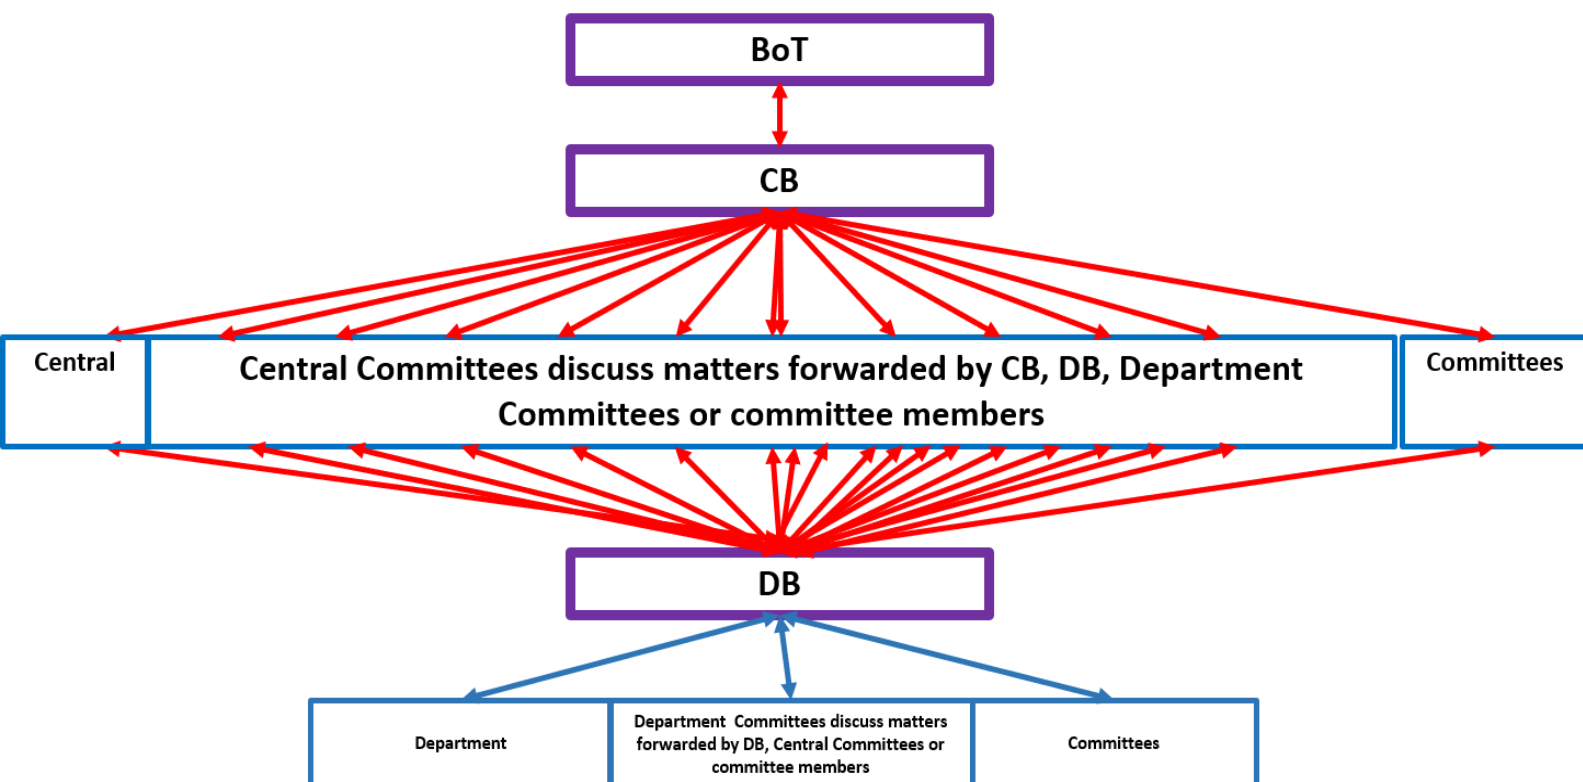 BoT
CB
Central
Central Committees discuss matters forwarded by CB, DB, Department
Committees or committee members
Committees
DB
Department
Department Committees discuss matters
forwarded by DB, Central Committees or
committee members
Committees